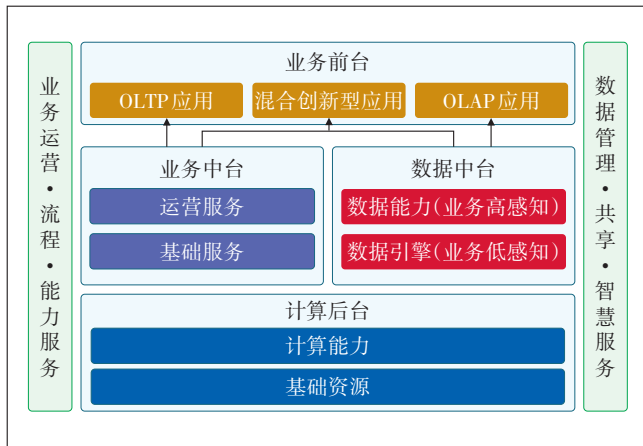 业务运营·流程·能力服务
业务前台
OLTP应用
混合创新型应用
OLAP应用
业务中台
运营服务
基础服务
数据中台
数据能力(业务高感知)
数据引擎(业务低感知)
计算后台
计算能力
基础资源
数据管理·共享·智慧服务